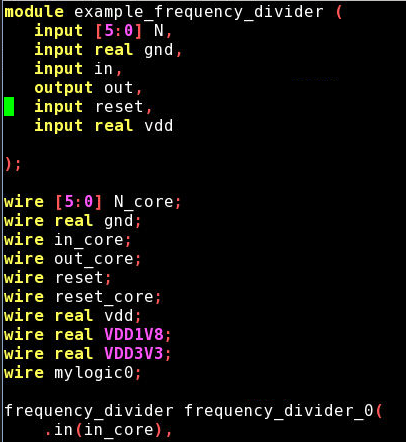 module example_frequency_divider (
input [5:0] N,
input real gnd,
input in,
output out,
input reset,
input real vdd
);
wire [5:0] N_core;
wire real gnd;
wire in_core;
wire out_core;
wire reset;
wire reset_core;
wire real vdd;
wire real VDD1V8;
wire real VDD3V3;
wire mylogic0;
frequency_divider frequency_divider_0(
.in(in_core),